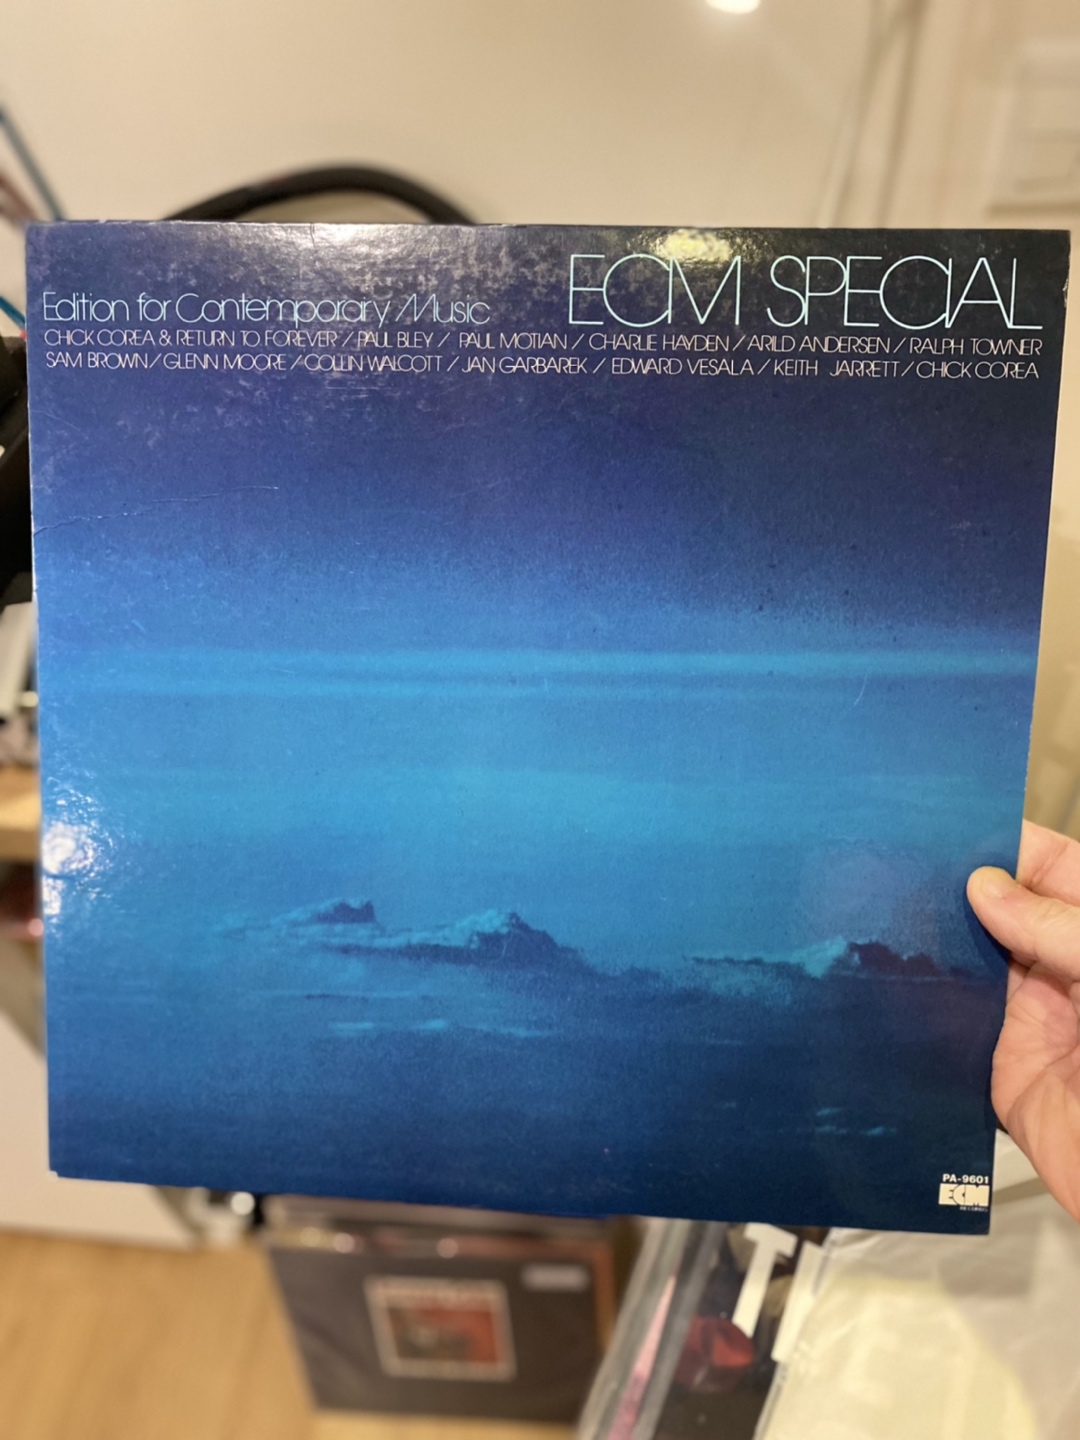 ECM SPECIAL
Edition for Contemporary Music
CHICK COREA & RETURN TO FOREVER / PAUL BLEY / PAUL MOTIAN / CHARLIE HAYDEN / ARILD ANDERSEN / RALPH TOWNER
SAM BROWN / GLENN MOORE / COLLIN WALCOTT / JAN GARBAREK / EDWARD VESALA / KEITH JARRETT / CHICK COREA
PA-9601
ECM